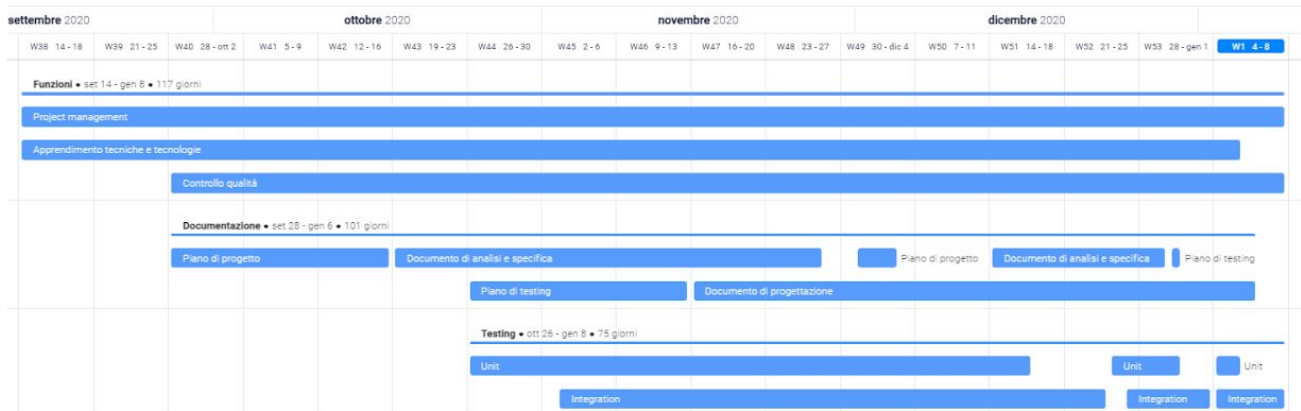 settembre 2020 ottobre 2020 novembre 2020 dicembre 2020
W38 14-18 W39 21-25 W40 28-ott 2 W41 5-9 W42 12-16 W43 19-23 W44 26-30 W45 2-6 W46 9-13 W47 16-20 W48 23-27 W49 30-dic 4 W50 7-11 W51 14-18 W52 21-25 W53 28-gen 1 W1 4-8
Funzioni • set 14 - gen 8 • 117 giorni
Project management
Apprendimento tecniche e tecnologie
Controllo qualità
Documentazione • set 28 - gen 6 • 101 giorni
Piano di progetto Documento di analisi e specifica Piano di progetto Documento di analisi e specifica Piano di testing
Piano di testing Documento di progettazione
Testing • ott 26 - gen 8 • 75 giorni
Unit Unit Unit
Integration Integration Integration